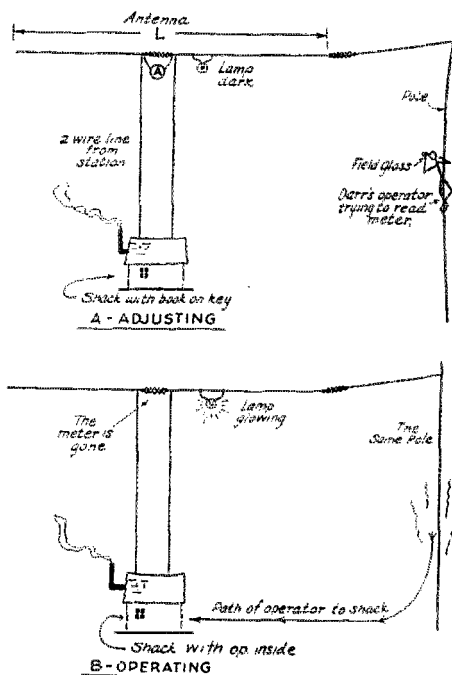 Antenna
L
A
Lamp
dark
Pole
2 wire line
from
station
Field Glass
Darr's operator
trying to read
meter.
Shack with book on key
A - ADJUSTING
The
meter is
gone
Lamp
glowing
The
Same Pole
Path of operator to shack
Shack with op. inside
B - OPERATING